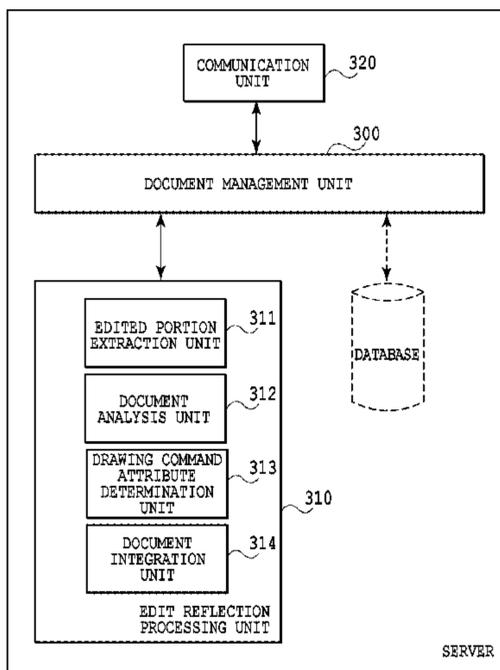 COMMUNICATION
UNIT
320
300
DOCUMENT MANAGEMENT UNIT
EDITED PORTION
EXTRACTION UNIT
311
DOCUMENT
ANALYSIS UNIT
312
DRAWING COMMAND
ATTRIBUTE
DETERMINATION
UNIT
313
DOCUMENT
INTEGRATION
UNIT
314
310
EDIT REFLECTION
PROCESSING UNIT
DATABASE
SERVER